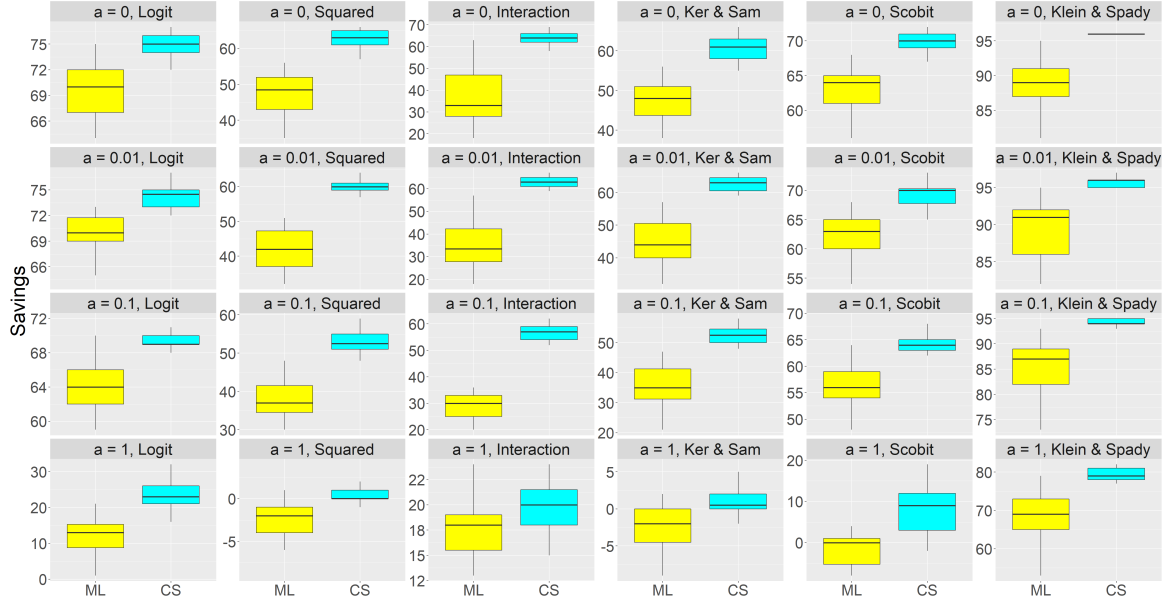 a = 0, Logit
a = 0, Squared
a = 0, Interaction
a = 0, Ker & Sam
a = 0, Scobit
a = 0, Klein & Spady
75
72
69
66
60
50
40
70
60
50
40
30
20
60
50
40
70
65
60
95
90
85
a = 0.01, Logit
a = 0.01, Squared
a = 0.01, Interaction
a = 0.01, Ker & Sam
a = 0.01, Scobit
a = 0.01, Klein & Spady
75
72
69
66
60
50
40
60
50
40
30
20
60
50
40
70
65
60
55
95
90
85
Savings
a = 0.1, Logit
a = 0.1, Squared
a = 0.1, Interaction
a = 0.1, Ker & Sam
a = 0.1, Scobit
a = 0.1, Klein & Spady
72
68
64
60
60
50
40
30
60
50
40
30
20
50
40
30
20
70
65
60
55
50
95
90
85
80
75
a = 1, Logit
a = 1, Squared
a = 1, Interaction
a = 1, Ker & Sam
a = 1, Scobit
a = 1, Klein & Spady
30
20
10
0
0
-5
22
20
18
15
12
5
0
-5
20
10
0
80
70
60
ML
CS
ML
CS
ML
CS
ML
CS
ML
CS
ML
CS